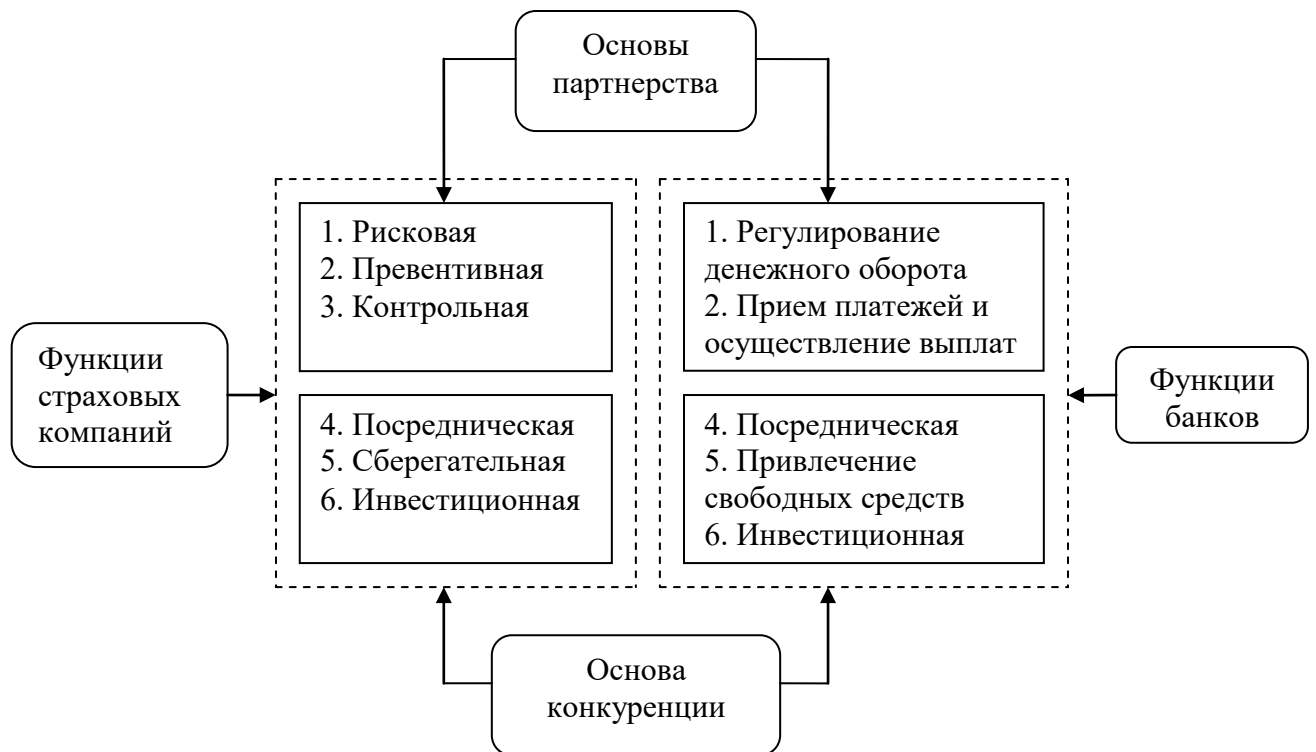 Основы
партнерства
1. Рисковая
2. Превентивная
3. Контрольная
1. Регулирование
денежного оборота
2. Прием платежей и
осуществление выплат
Функции
страховых
компаний
Функции
банков
4. Посредническая
5. Сберегательная
6. Инвестиционная
4. Посредническая
5. Привлечение
свободных средств
6. Инвестиционная
Основа
конкуренции